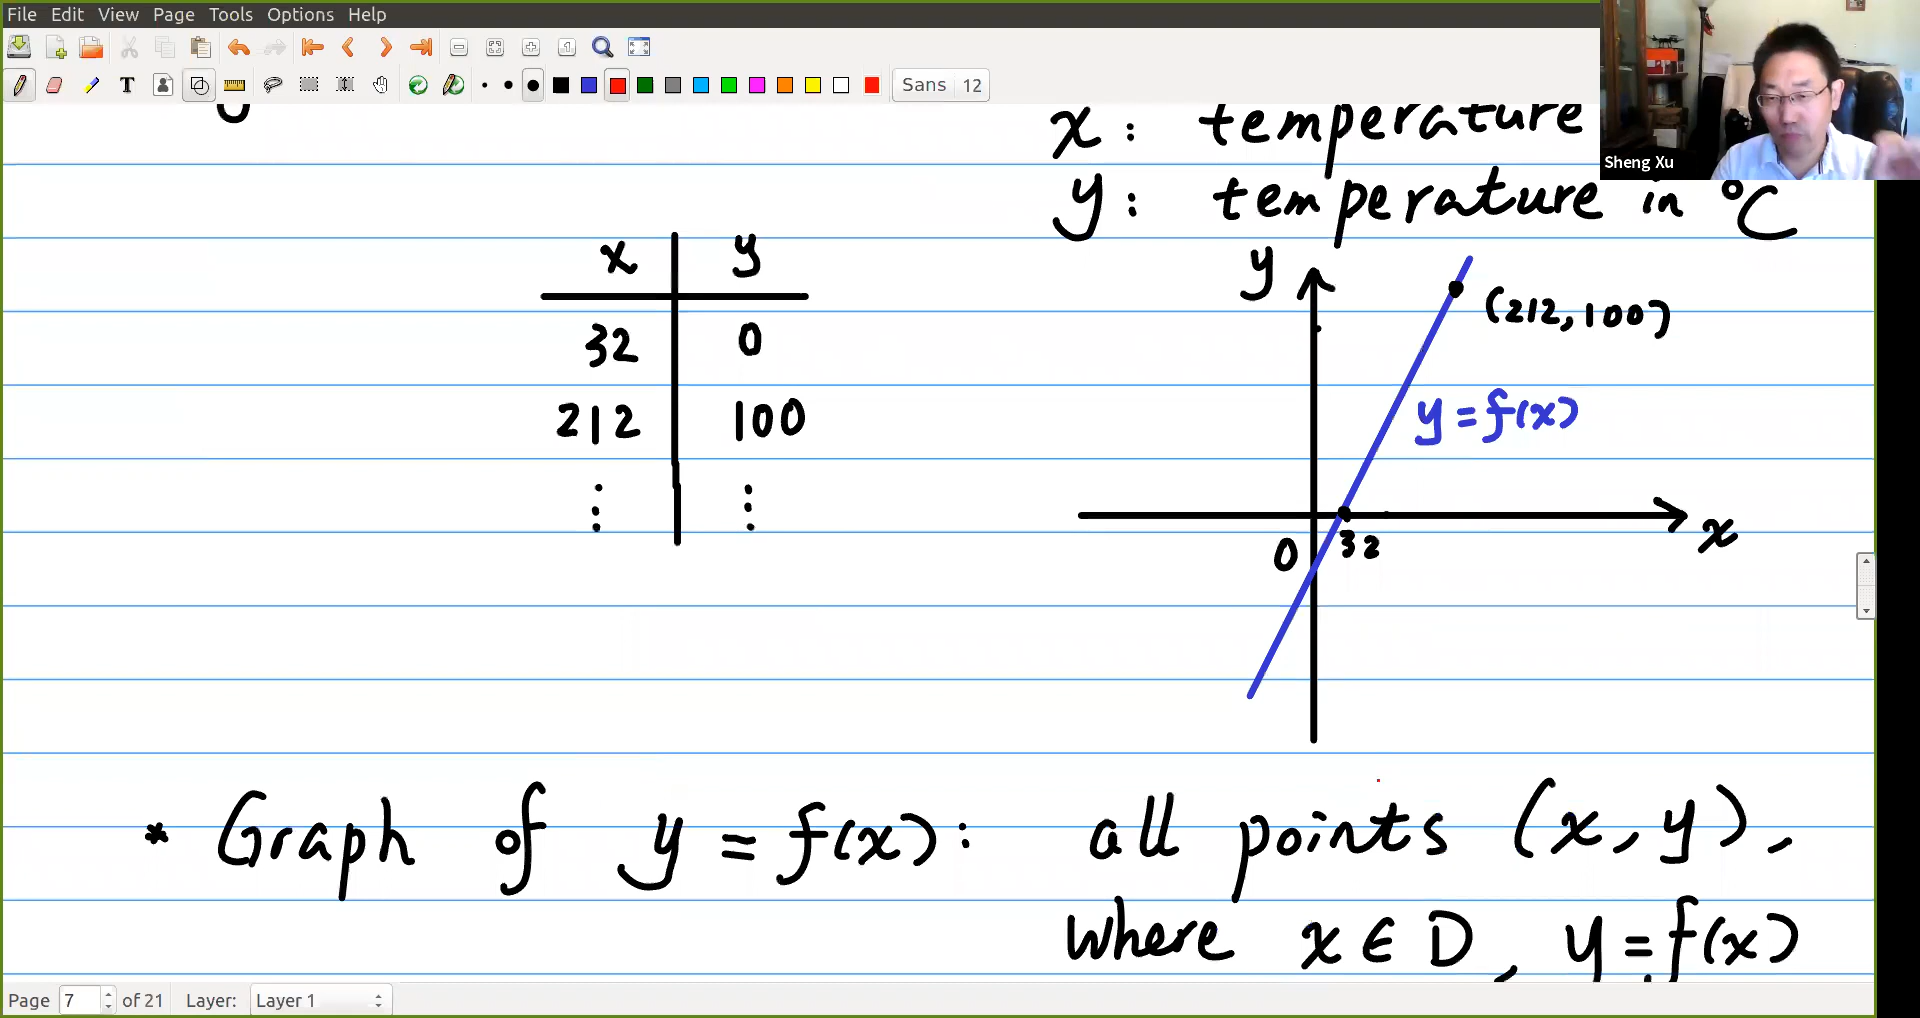 File Edit View Page Tools Options Help
Sans 12
Sheng Xu
x: temperature
y: temperature in °C
x y
32 0
212 100
⋮ ⋮
y
(212,100)
y=f(x)
0 32
x
* Graph of y = f(x): all points (x,y),
where x∈D, y=f(x)
Page 7 of 21 Layer: Layer 1